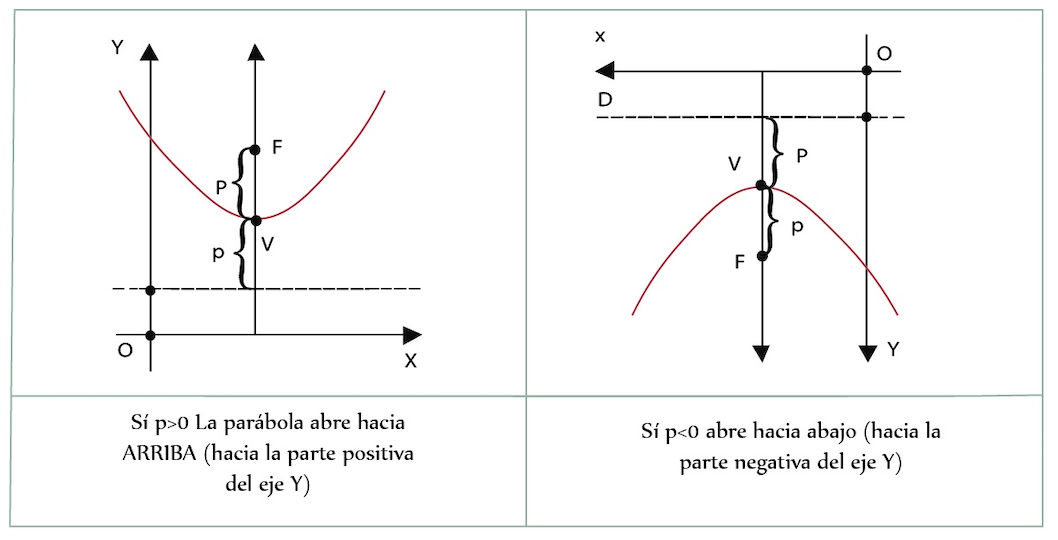 Y
F
P
V
p
O
X
x
O
D
P
V
p
F
Y
Sí p>0 La parábola abre hacia
ARRIBA (hacia la parte positiva
del eje Y)
Sí p<0 abre hacia abajo (hacia la
parte negativa del eje Y)